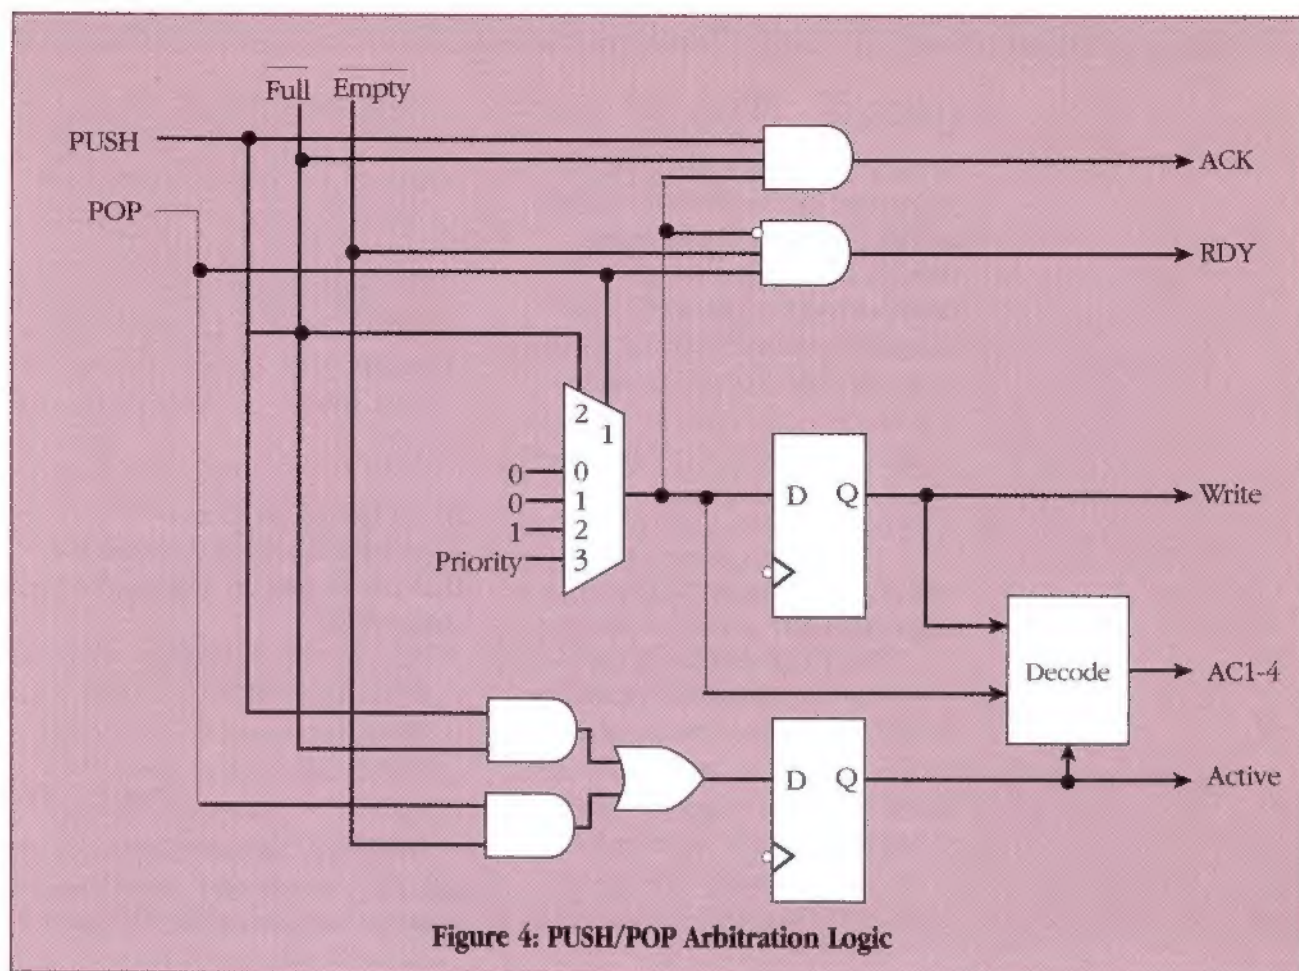 Full Empty
PUSH
ACK
POP
RDY
2
1
0 0
0 1
1 2
Priority 3
D Q
Write
Decode
AC1-4
D Q
Active
Figure 4: PUSH/POP Arbitration Logic